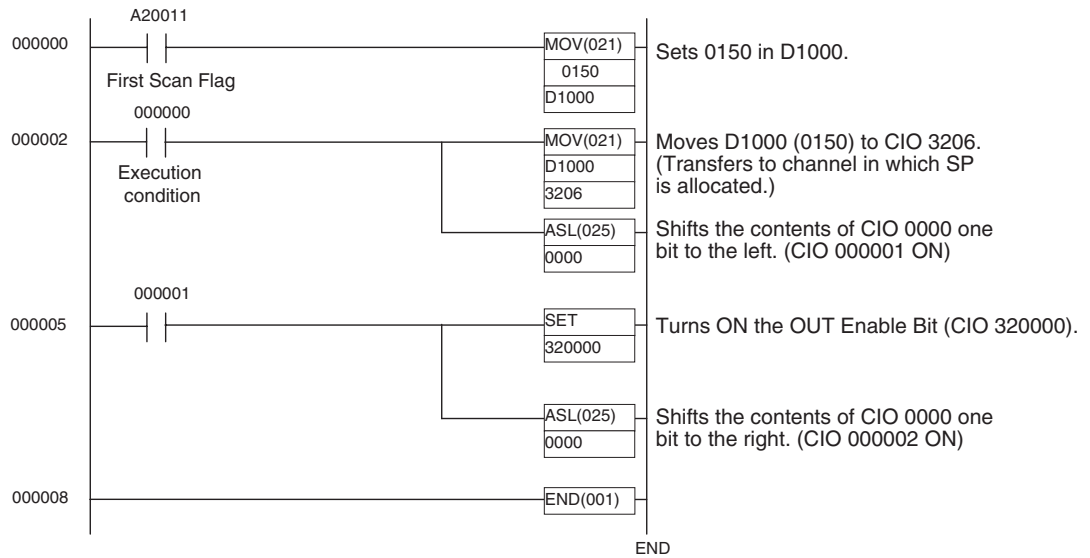 A20011
000000
MOV(021)
0150
D1000
Sets 0150 in D1000.
First Scan Flag
000000
000002
MOV(021)
D1000
3206
Moves D1000 (0150) to CIO 3206.
(Transfers to channel in which SP
is allocated.)
Execution
condition
ASL(025)
0000
Shifts the contents of CIO 0000 one
bit to the left. (CIO 000001 ON)
000001
000005
SET
320000
Turns ON the OUT Enable Bit (CIO 320000).
ASL(025)
0000
Shifts the contents of CIO 0000 one
bit to the right. (CIO 000002 ON)
000008
END(001)
END